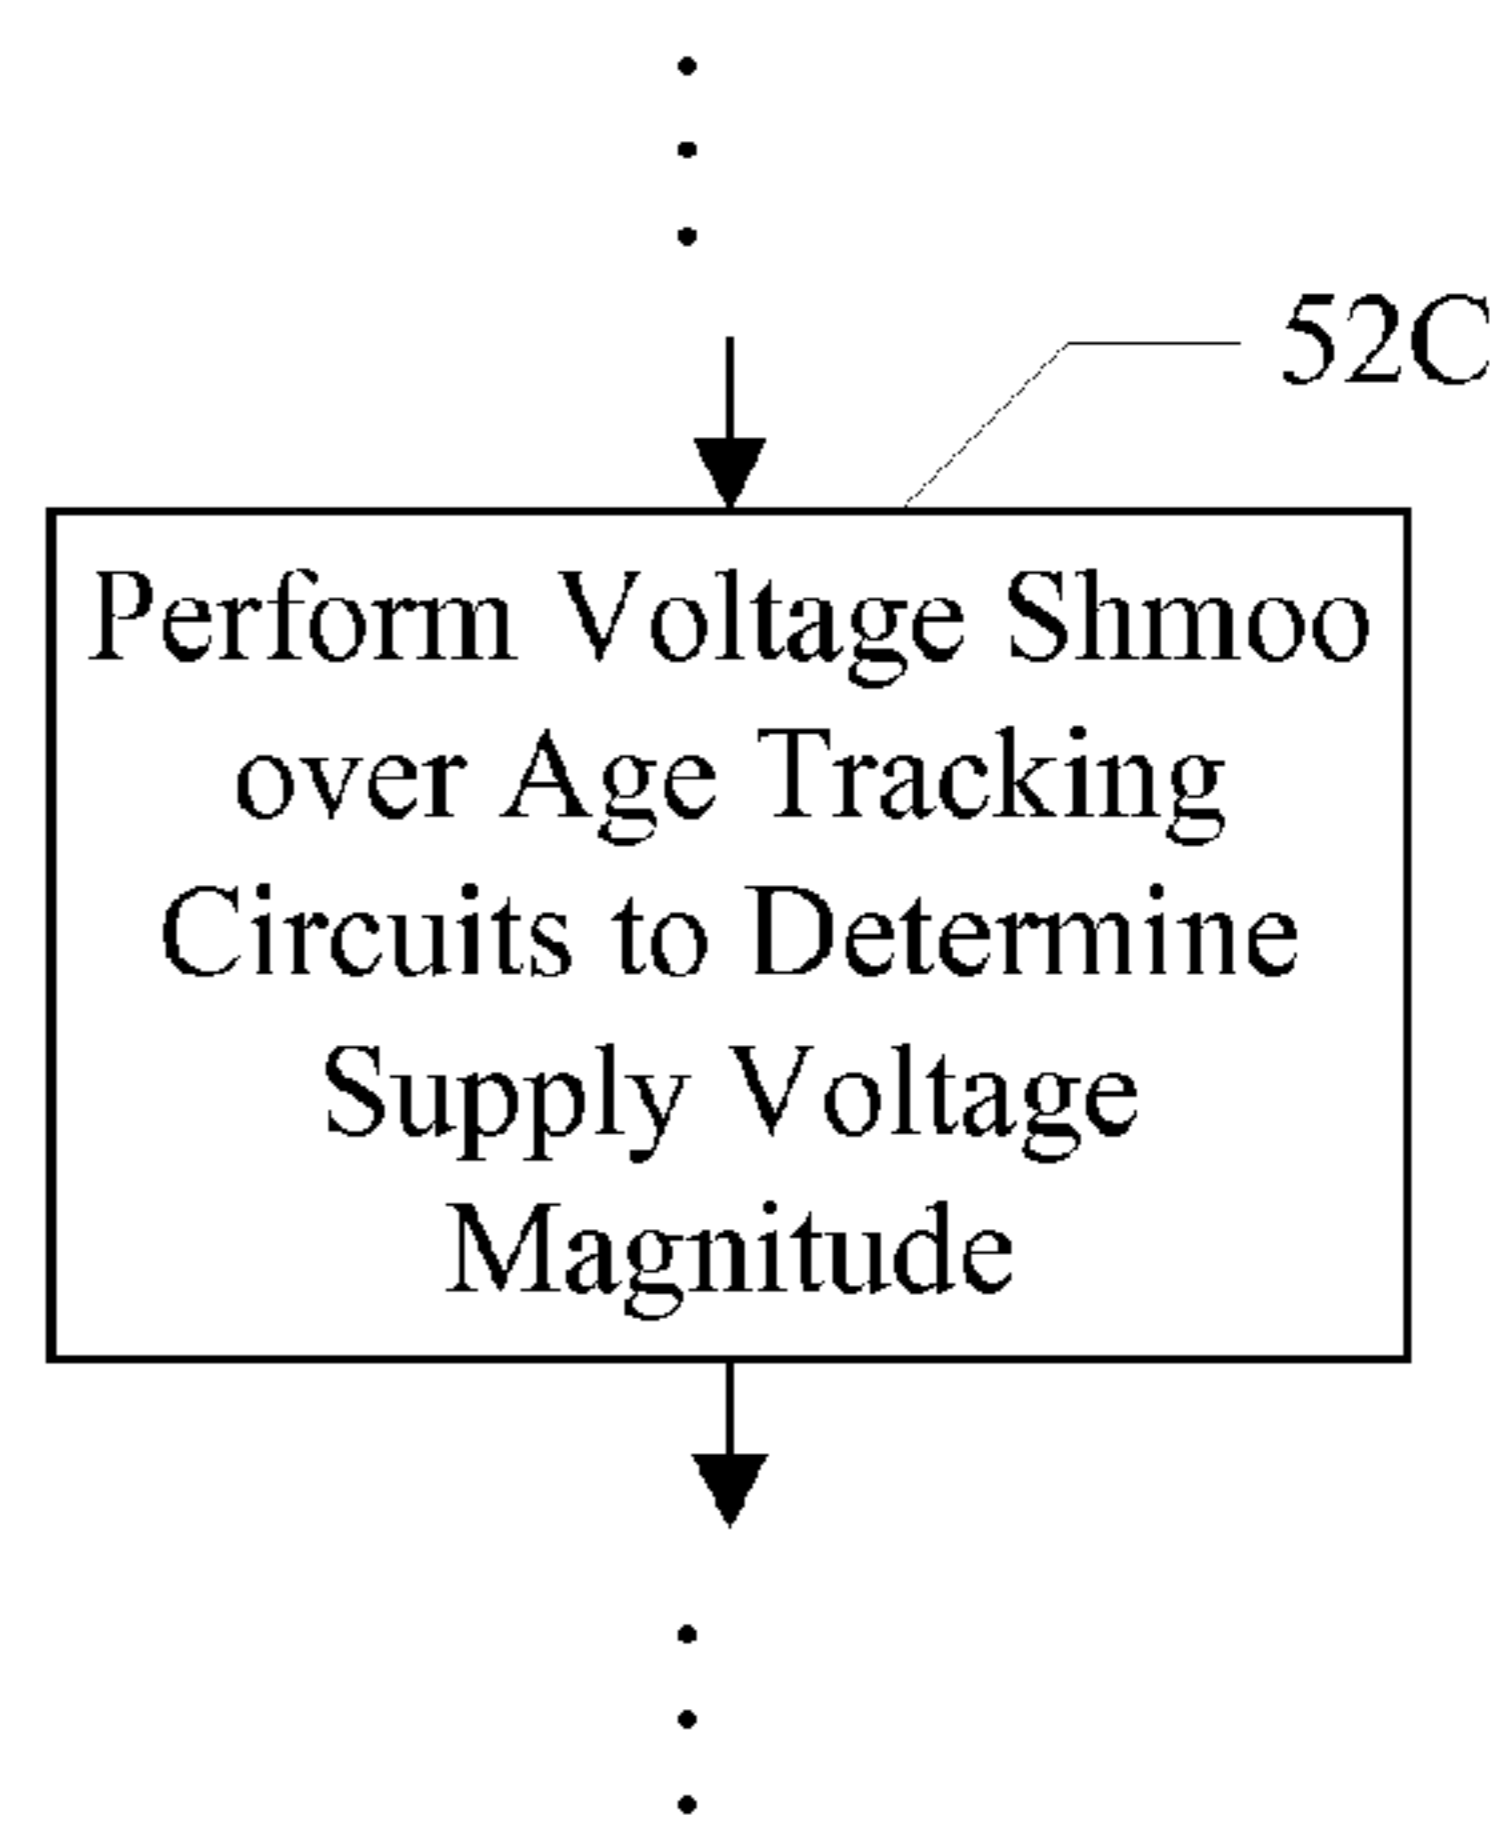 52C
Perform Voltage Shmoo
over Age Tracking
Circuits to Determine
Supply Voltage
Magnitude